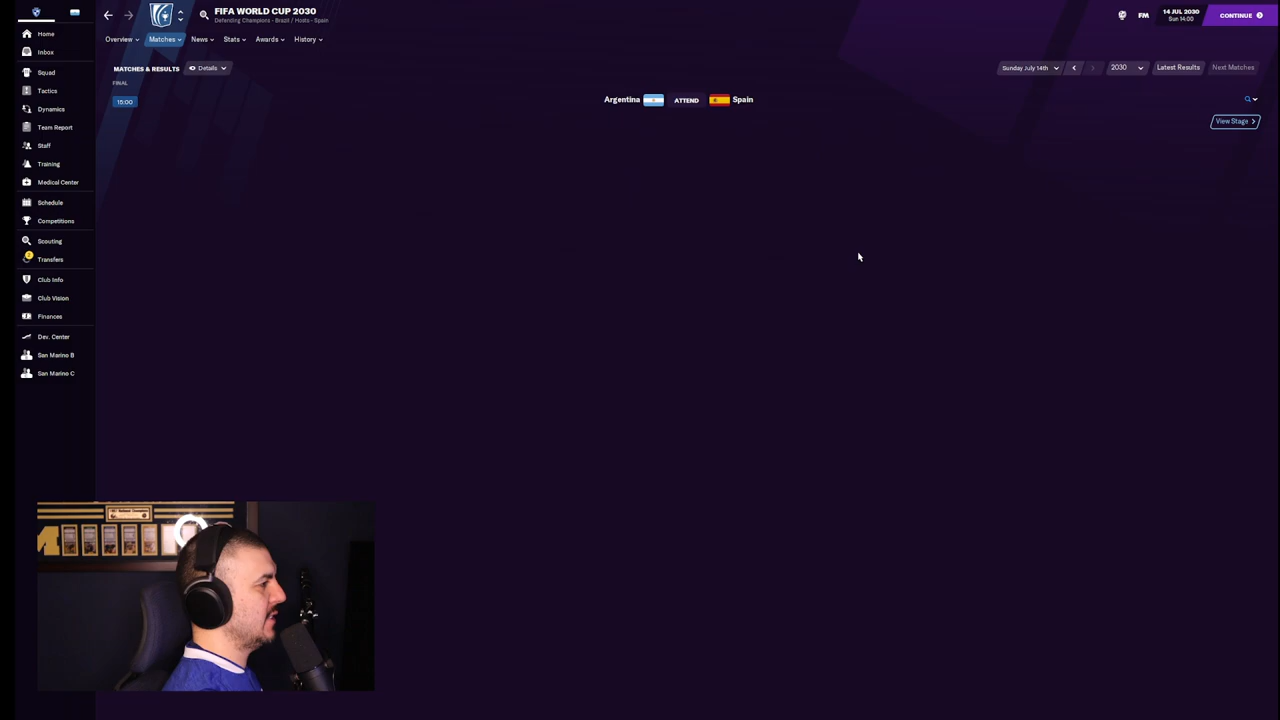 FIFA WORLD CUP 2030
Defending Champions - Brazil / Hosts - Spain
FM
14 JUL 2030
Sun 14:00
CONTINUE
Overview
Matches
News
Stats
Awards
History
MATCHES & RESULTS
Details
Sunday July 14th
2030
Latest Results
Next Matches
FINAL
15:00
Argentina
ATTEND
Spain
View Stage
Home
Inbox
Squad
Tactics
Dynamics
Team Report
Staff
Training
Medical Center
Schedule
Competitions
Scouting
Transfers
Club Info
Club Vision
Finances
Dev. Center
San Marino B
San Marino C